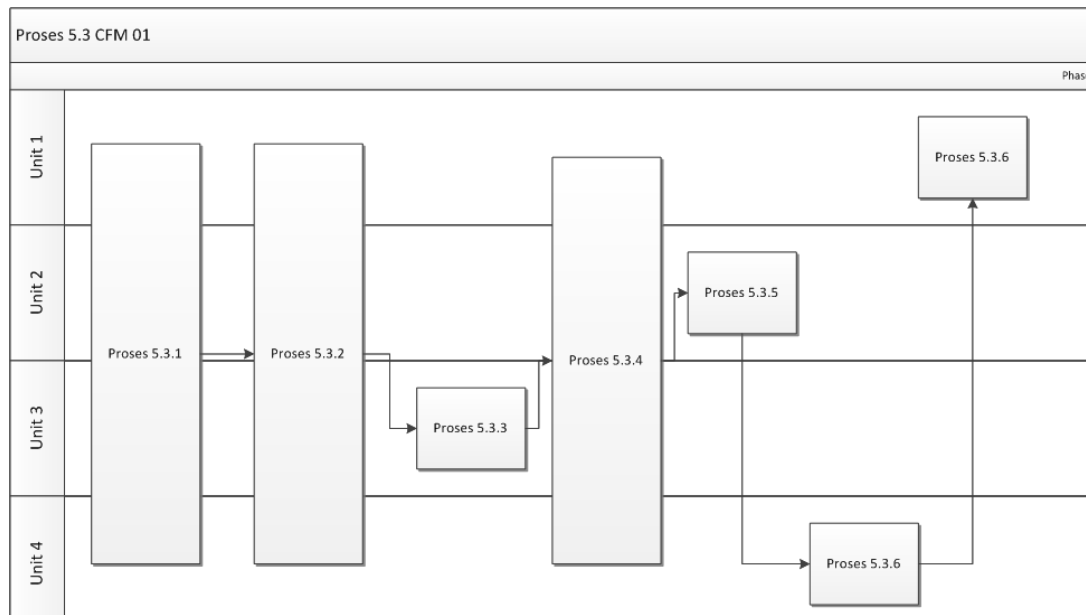 Proses 5.3 CFM 01
Phase
Unit 1
Proses 5.3.6
Unit 2
Proses 5.3.5
Proses 5.3.1
Proses 5.3.2
Proses 5.3.4
Unit 3
Proses 5.3.3
Unit 4
Proses 5.3.6